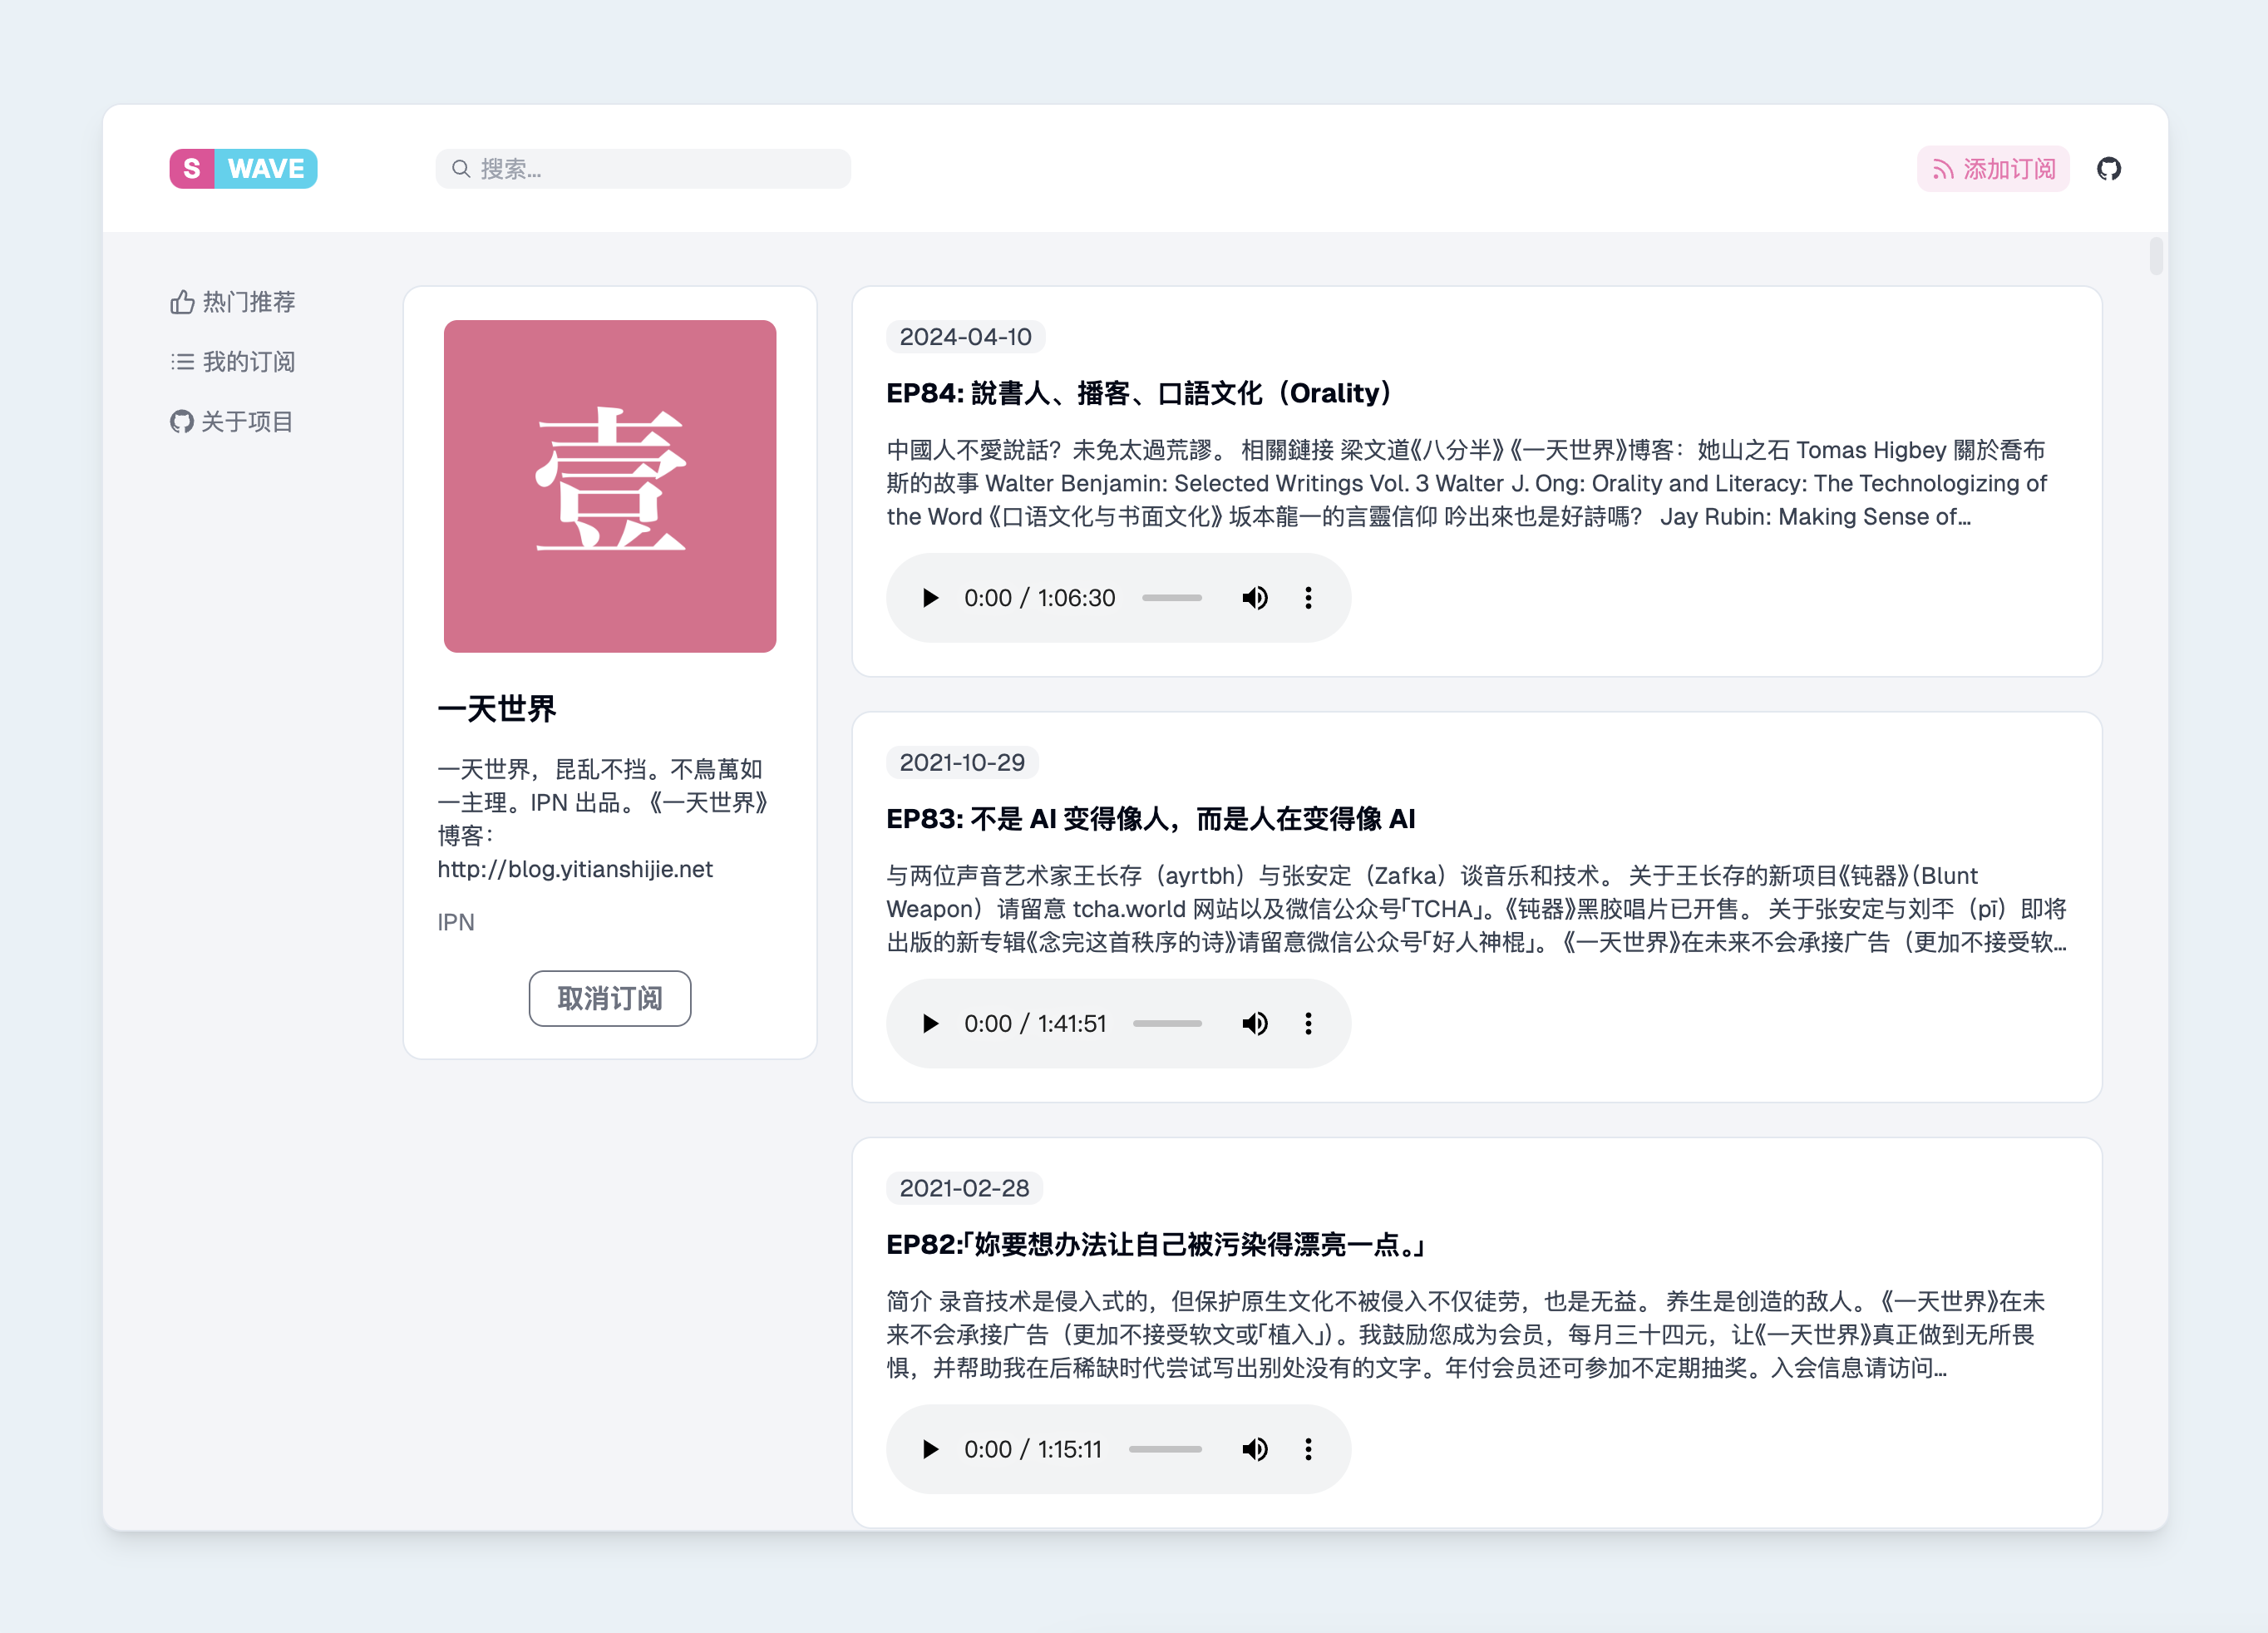 S WAVE
搜索...
添加订阅
热门推荐
我的订阅
关于项目
壹
一天世界
一天世界，昆乱不挡。不鳥萬如
一主理。IPN 出品。《一天世界》
博客：
http://blog.yitianshijie.net
IPN
取消订阅
2024-04-10
EP84: 說書人、播客、口語文化（Orality）
中國人不愛說話？未免太過荒謬。 相關鏈接 梁文道《八分半》《一天世界》博客：她山之石 Tomas Higbey 關於喬布
斯的故事 Walter Benjamin: Selected Writings Vol. 3 Walter J. Ong: Orality and Literacy: The Technologizing of
the Word 《口语文化与书面文化》 坂本龍一的言靈信仰 吟出來也是好詩嗎？ Jay Rubin: Making Sense of...
0:00 / 1:06:30
2021-10-29
EP83: 不是 AI 变得像人，而是人在变得像 AI
与两位声音艺术家王长存（ayrtbh）与张安定（Zafka）谈音乐和技术。 关于王长存的新项目《钝器》（Blunt
Weapon）请留意 tcha.world 网站以及微信公众号「TCHA」。《钝器》黑胶唱片已开售。 关于张安定与刘㔻（pī）即将
出版的新专辑《念完这首秩序的诗》请留意微信公众号「好人神棍」。 《一天世界》在未来不会承接广告（更加不接受软...
0:00 / 1:41:51
2021-02-28
EP82:「妳要想办法让自己被污染得漂亮一点。」
简介 录音技术是侵入式的，但保护原生文化不被侵入不仅徒劳，也是无益。 养生是创造的敌人。《一天世界》在未
来不会承接广告（更加不接受软文或「植入」）。我鼓励您成为会员，每月三十四元，让《一天世界》真正做到无所畏
惧，并帮助我在后稀缺时代尝试写出别处没有的文字。年付会员还可参加不定期抽奖。入会信息请访问...
0:00 / 1:15:11